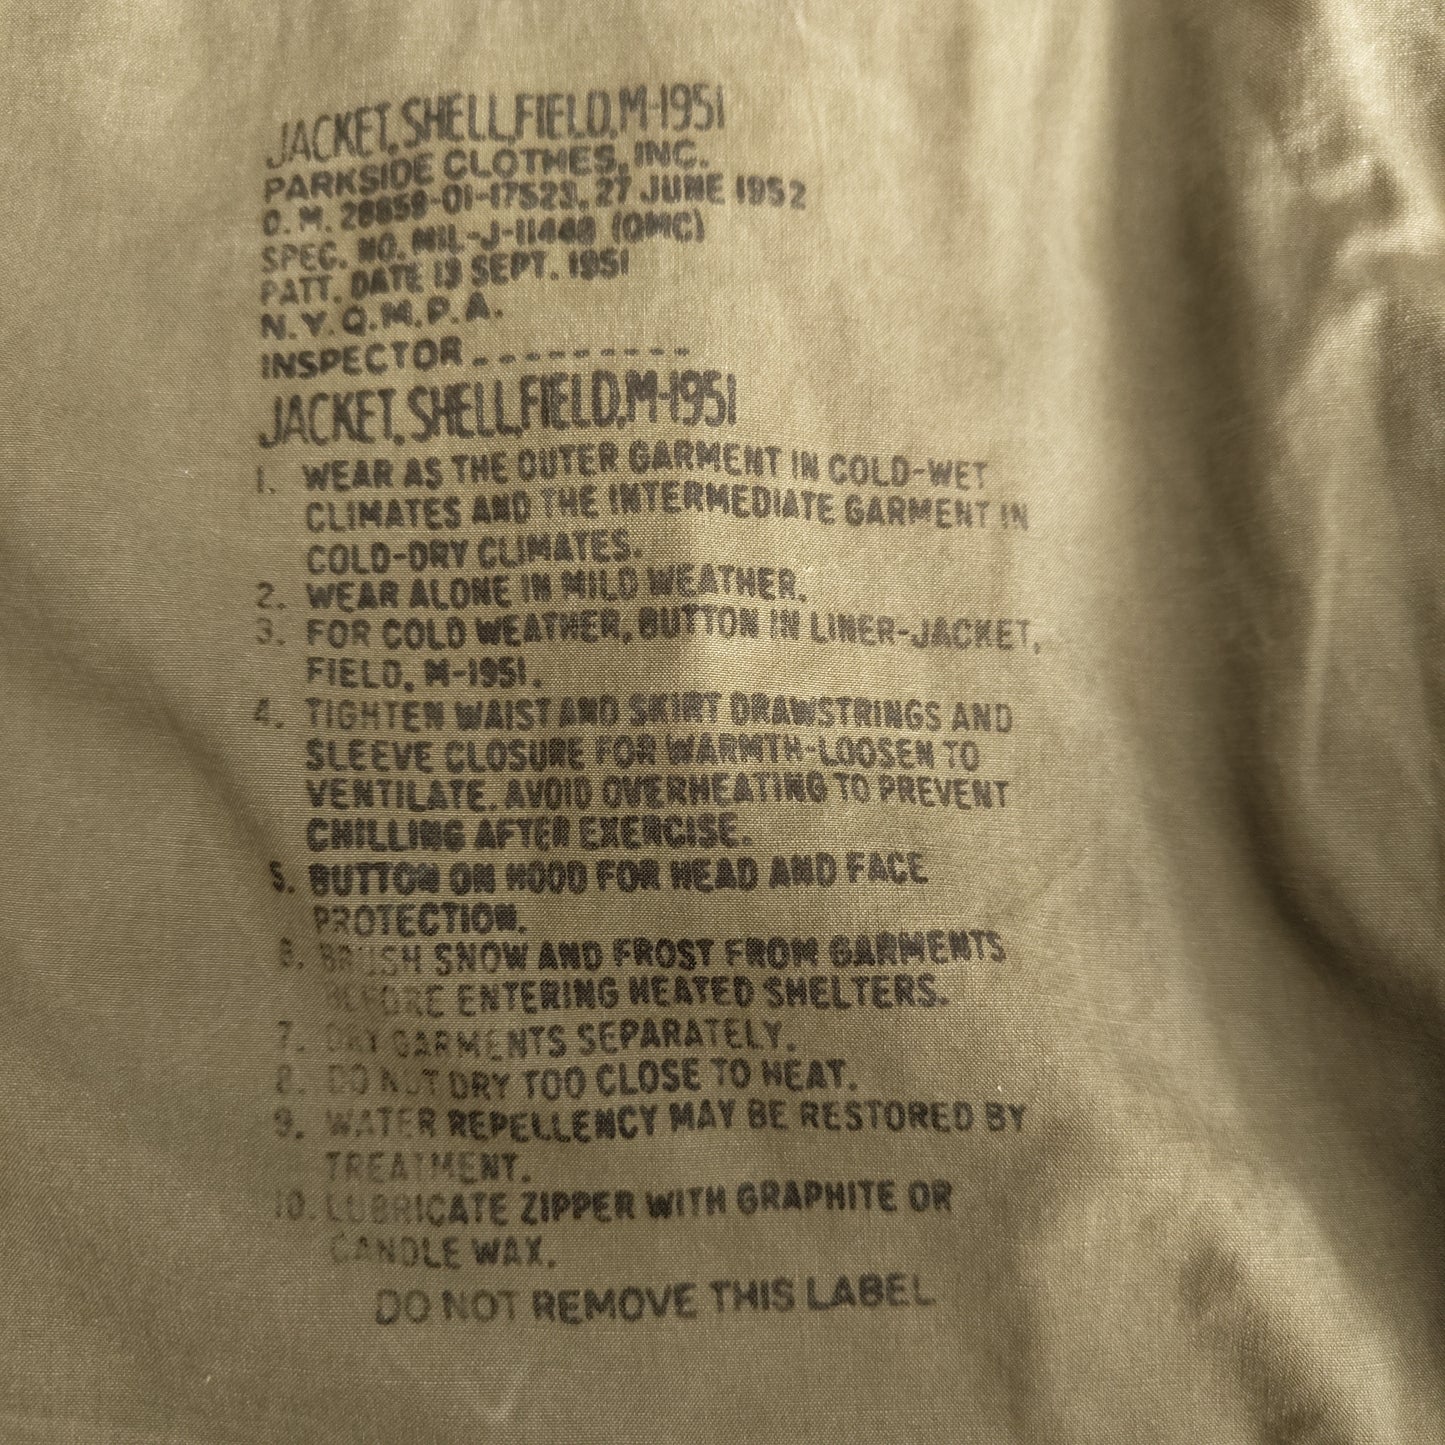 JACKET, SHELL, FIELD, M-1951
PARKSIDE CLOTHES, INC.
O.M. 28858-01-17523, 27 JUNE 1952
SPEC. NO. MIL-J-11448 (QMC)
PATT. DATE 13 SEPT. 1951
N.Y.Q.M.P.A.
INSPECTOR ---------
JACKET, SHELL, FIELD, M-1951
1. WEAR AS THE OUTER GARMENT IN COLD-WET
CLIMATES AND THE INTERMEDIATE GARMENT IN
COLD-DRY CLIMATES.
2. WEAR ALONE IN MILD WEATHER.
3. FOR COLD WEATHER, BUTTON IN LINER-JACKET,
FIELD, M-1951.
4. TIGHTEN WAIST AND SKIRT DRAWSTRINGS AND
SLEEVE CLOSURE FOR WARMTH-LOOSEN TO
VENTILATE. AVOID OVERHEATING TO PREVENT
CHILLING AFTER EXERCISE.
5. BUTTON ON HOOD FOR HEAD AND FACE
PROTECTION.
6. BRUSH SNOW AND FROST FROM GARMENTS
BEFORE ENTERING HEATED SHELTERS.
7. DRY GARMENTS SEPARATELY.
8. DO NOT DRY TOO CLOSE TO HEAT.
9. WATER REPELLENCY MAY BE RESTORED BY
TREATMENT.
10. LUBRICATE ZIPPER WITH GRAPHITE OR
CANDLE WAX.
DO NOT REMOVE THIS LABEL